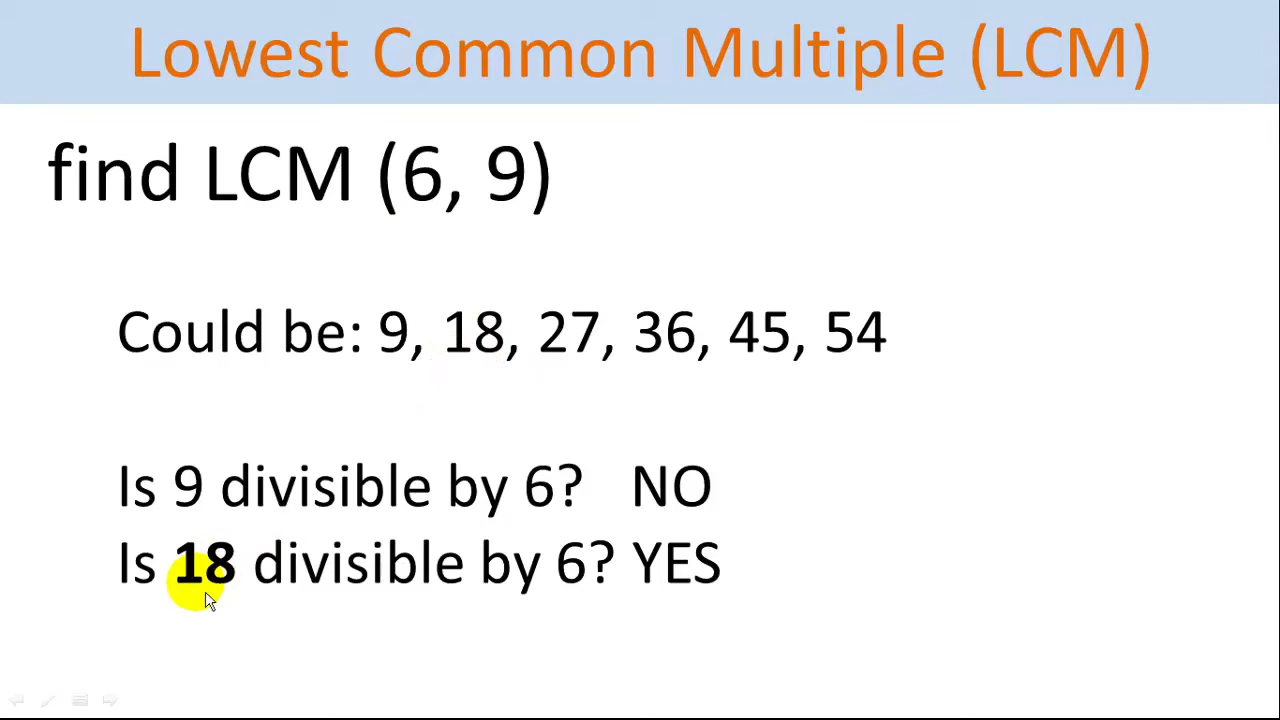 Lowest Common Multiple (LCM)
find LCM (6, 9)
Could be: 9, 18, 27, 36, 45, 54
Is 9 divisible by 6? NO
Is 18 divisible by 6? YES